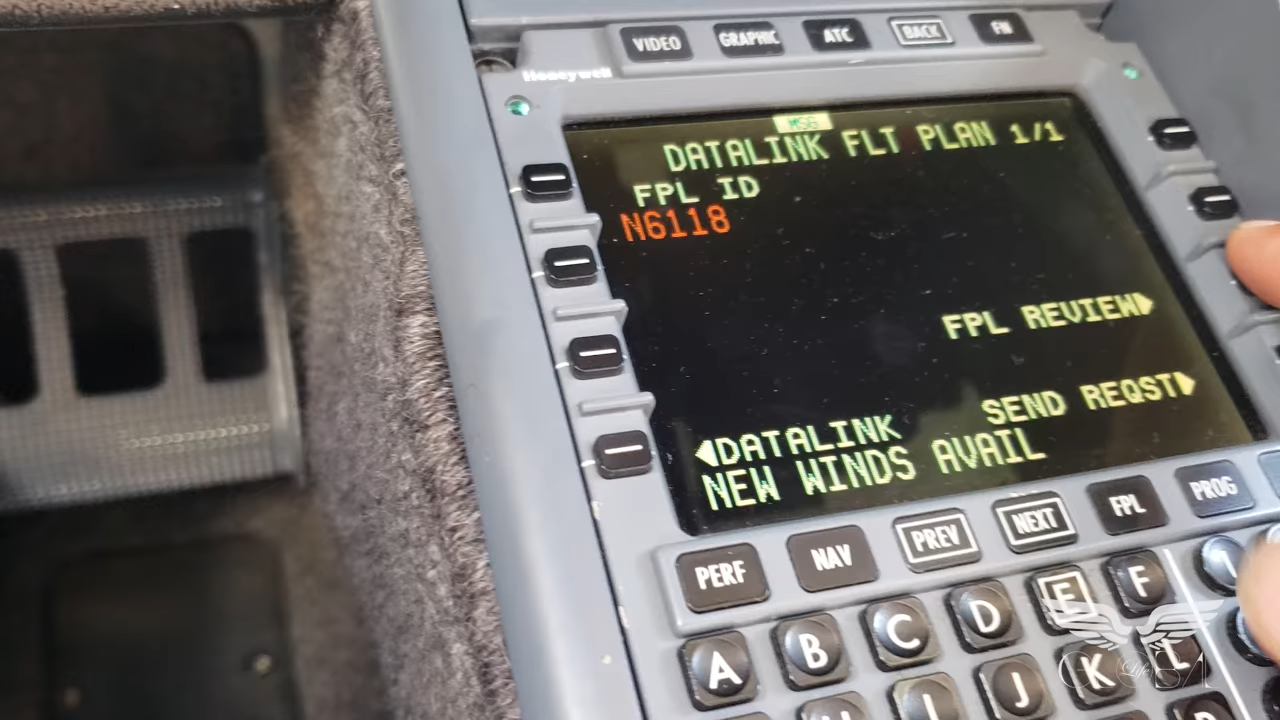 VIDEO GRAPHIC ATC BACK FN
Honeywell
MSG
DATALINK FLT PLAN 1/1
FPL ID
N6118
FPL REVIEW
SEND REQST
DATALINK
NEW WINDS AVAIL
PERF NAV PREV NEXT FPL PROG
A B C D E F
J K L
Life